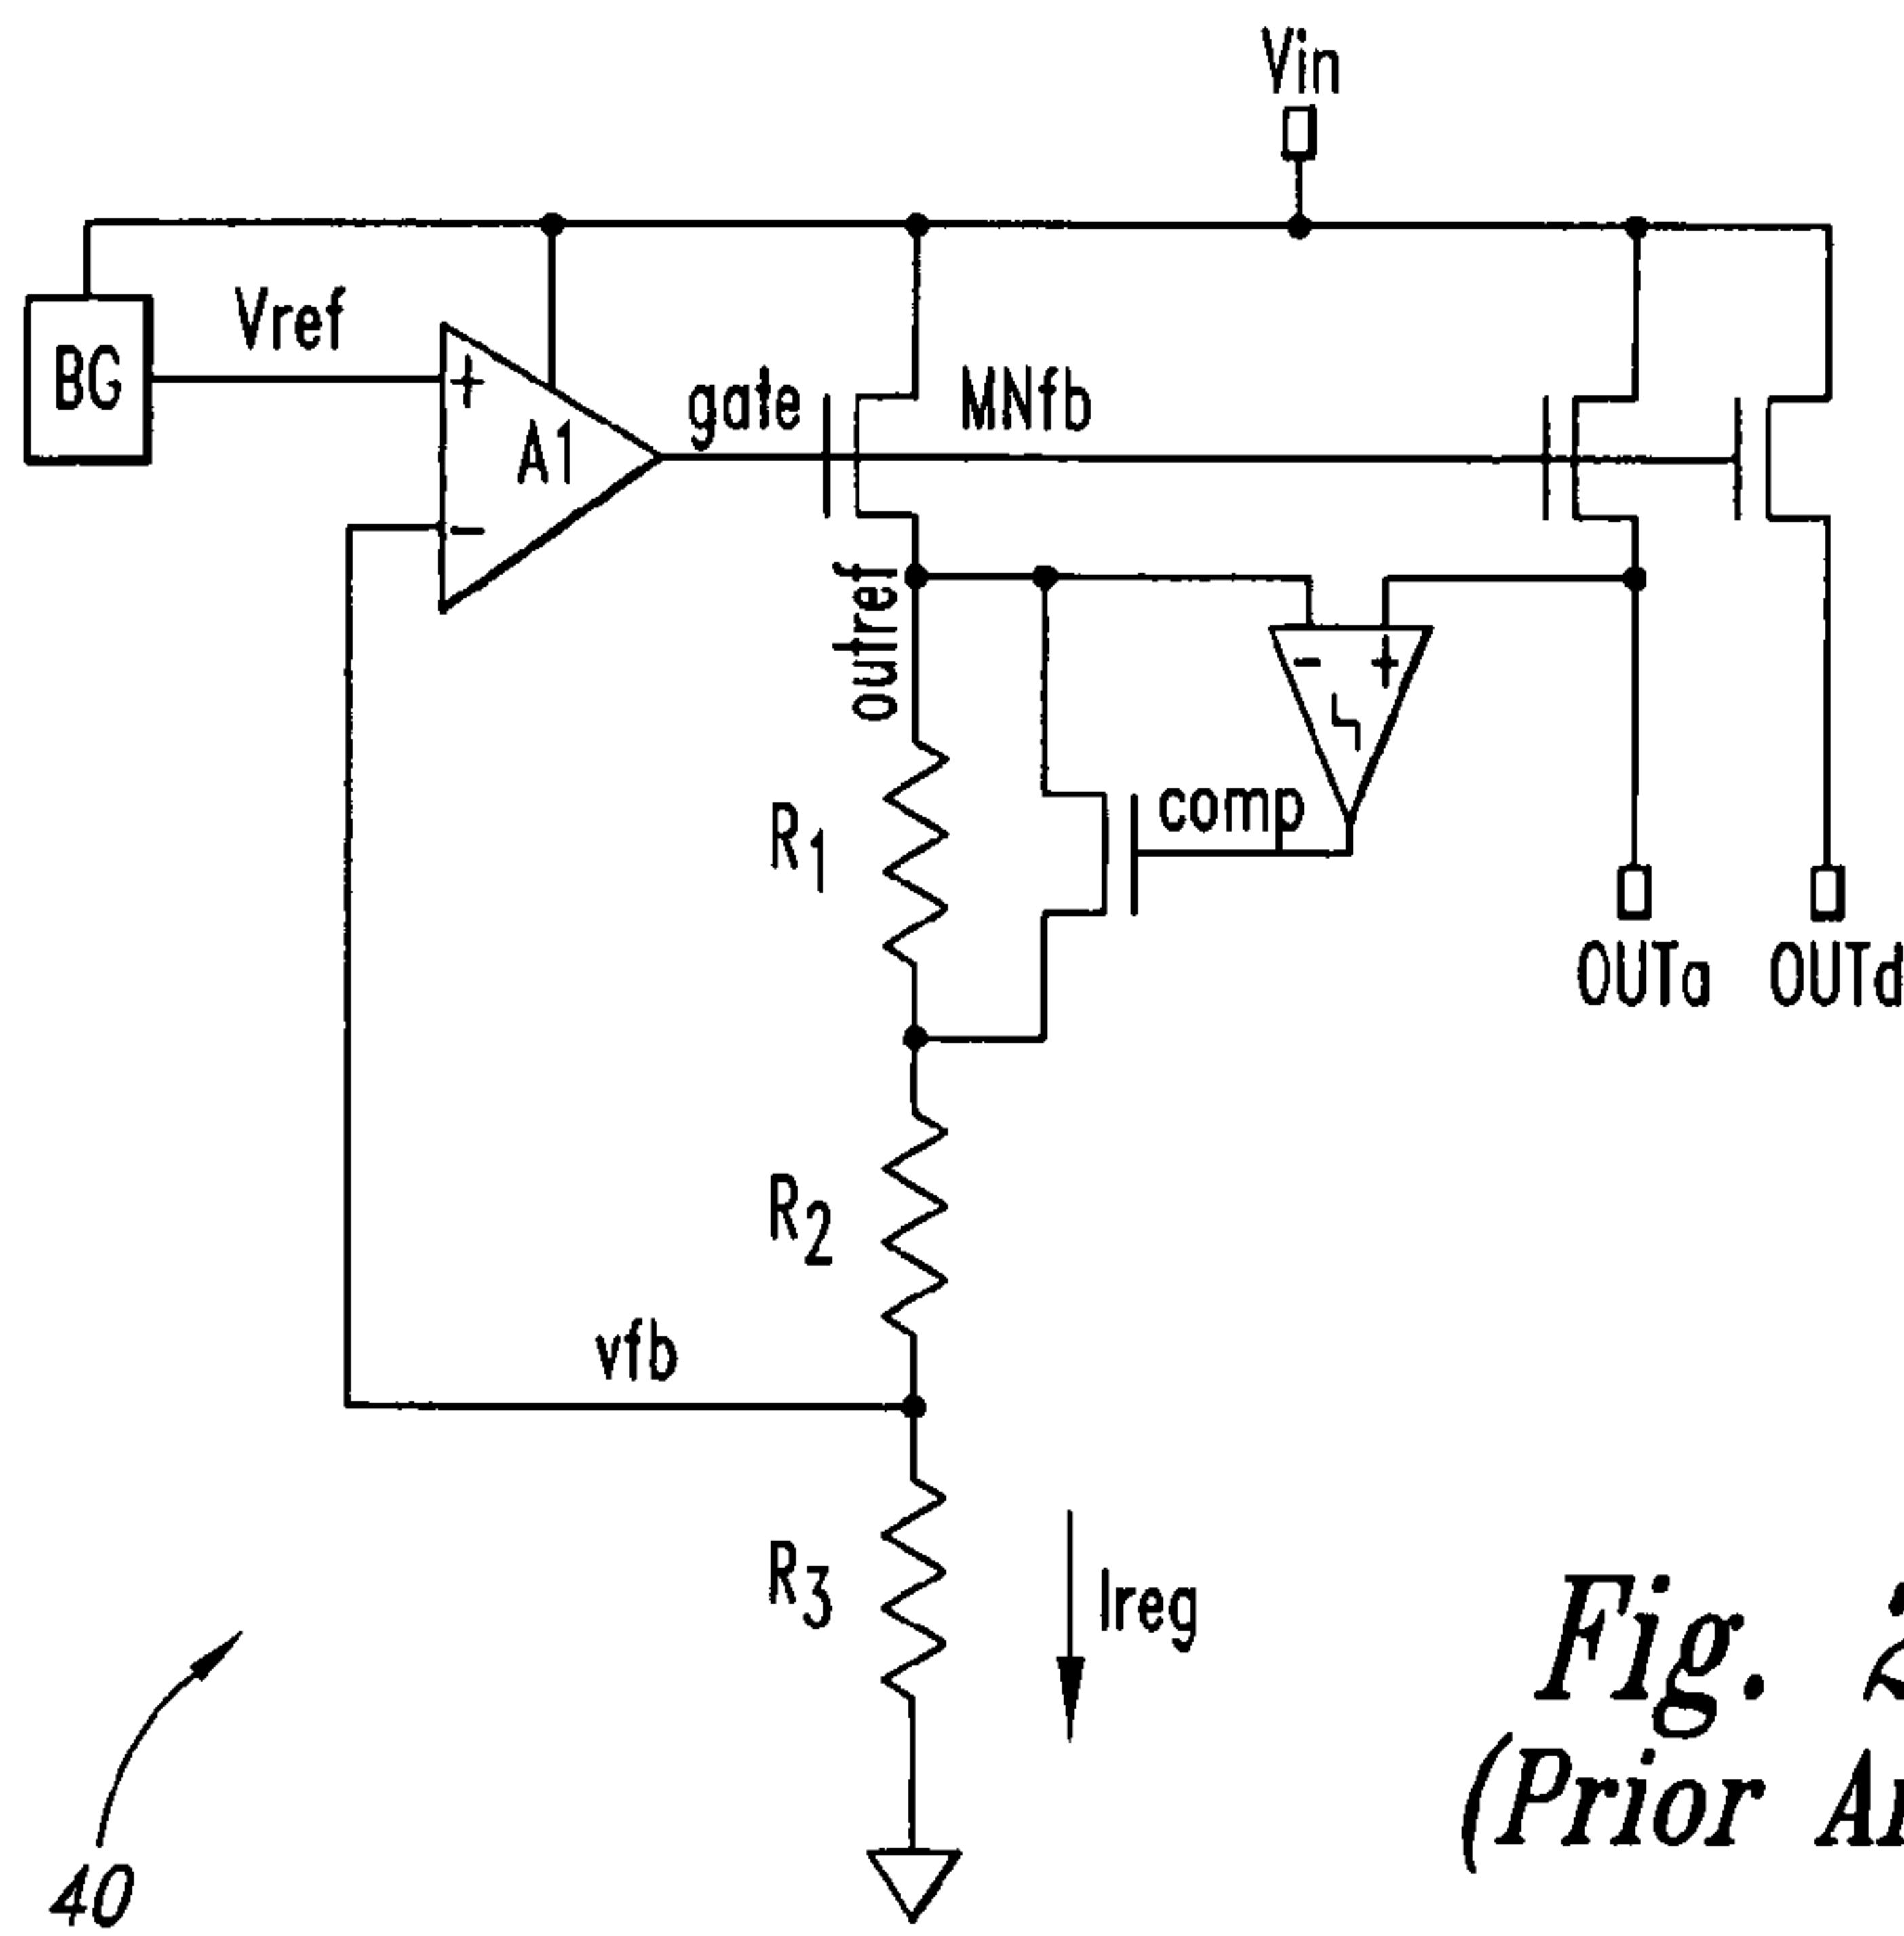 Vin
BG
Vref
+
A1
-
gate
MNfb
outref
- +
comp
R1
OUTa
OUTd
R2
vfb
R3
Ireg
40
Fig.
(Prior